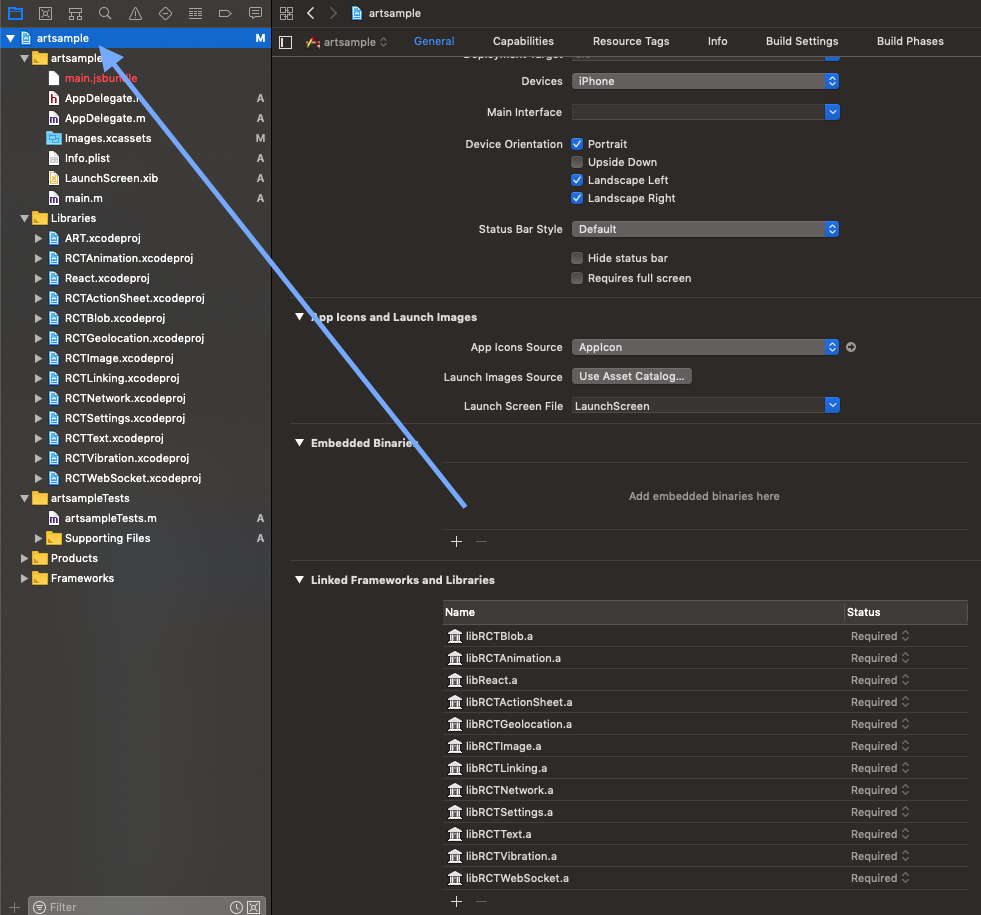 artsample M
artsample
main.jsbundle
AppDelegate.h A
AppDelegate.m A
Images.xcassets M
Info.plist A
LaunchScreen.xib A
main.m A
Libraries
ART.xcodeproj
RCTAnimation.xcodeproj
React.xcodeproj
RCTActionSheet.xcodeproj
RCTBlob.xcodeproj
RCTGeolocation.xcodeproj
RCTImage.xcodeproj
RCTLinking.xcodeproj
RCTNetwork.xcodeproj
RCTSettings.xcodeproj
RCTText.xcodeproj
RCTVibration.xcodeproj
RCTWebSocket.xcodeproj
artsampleTests
artsampleTests.m A
Supporting Files A
Products
Frameworks
Filter
artsample
artsample General Capabilities Resource Tags Info Build Settings Build Phases
Deployment Target
Devices iPhone
Main Interface
Device Orientation Portrait
Upside Down
Landscape Left
Landscape Right
Status Bar Style Default
Hide status bar
Requires full screen
App Icons and Launch Images
App Icons Source AppIcon
Launch Images Source Use Asset Catalog...
Launch Screen File LaunchScreen
Embedded Binaries
Add embedded binaries here
Linked Frameworks and Libraries
Name Status
libRCTBlob.a Required
libRCTAnimation.a Required
libReact.a Required
libRCTActionSheet.a Required
libRCTGeolocation.a Required
libRCTImage.a Required
libRCTLinking.a Required
libRCTNetwork.a Required
libRCTSettings.a Required
libRCTText.a Required
libRCTVibration.a Required
libRCTWebSocket.a Required